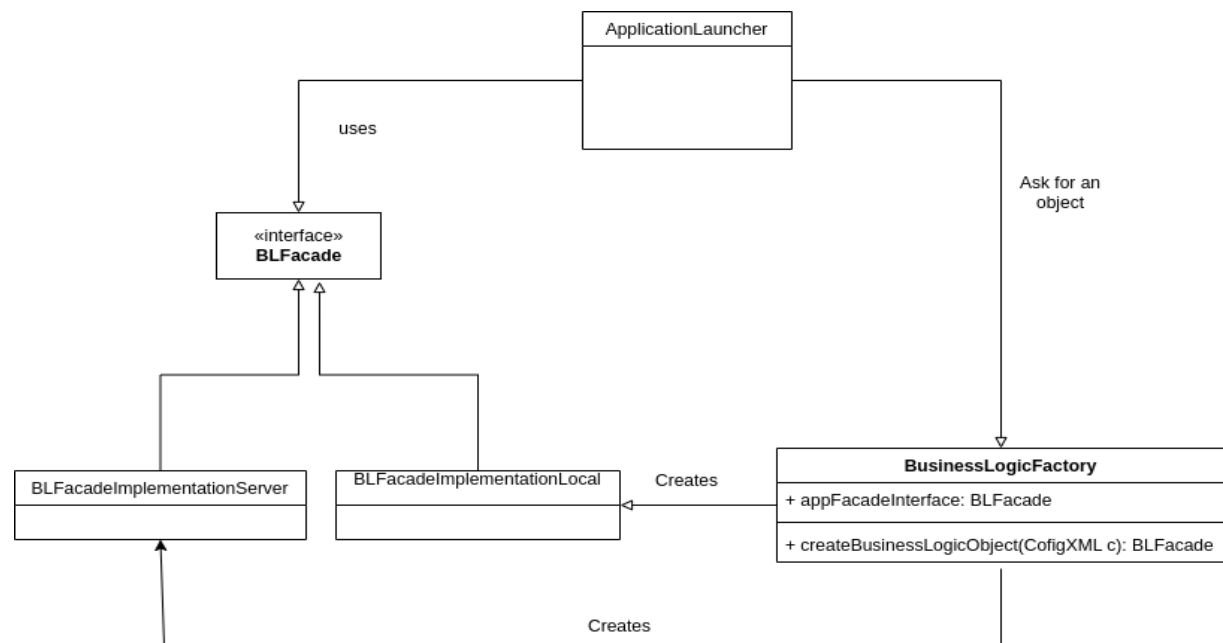 ApplicationLauncher
uses
Ask for an
object
«interface»
BLFacade
BLFacadeImplementationServer
BLFacadeImplementationLocal
Creates
BusinessLogicFactory
+ appFacadeInterface: BLFacade
+ createBusinessLogicObject(CofigXML c): BLFacade
Creates